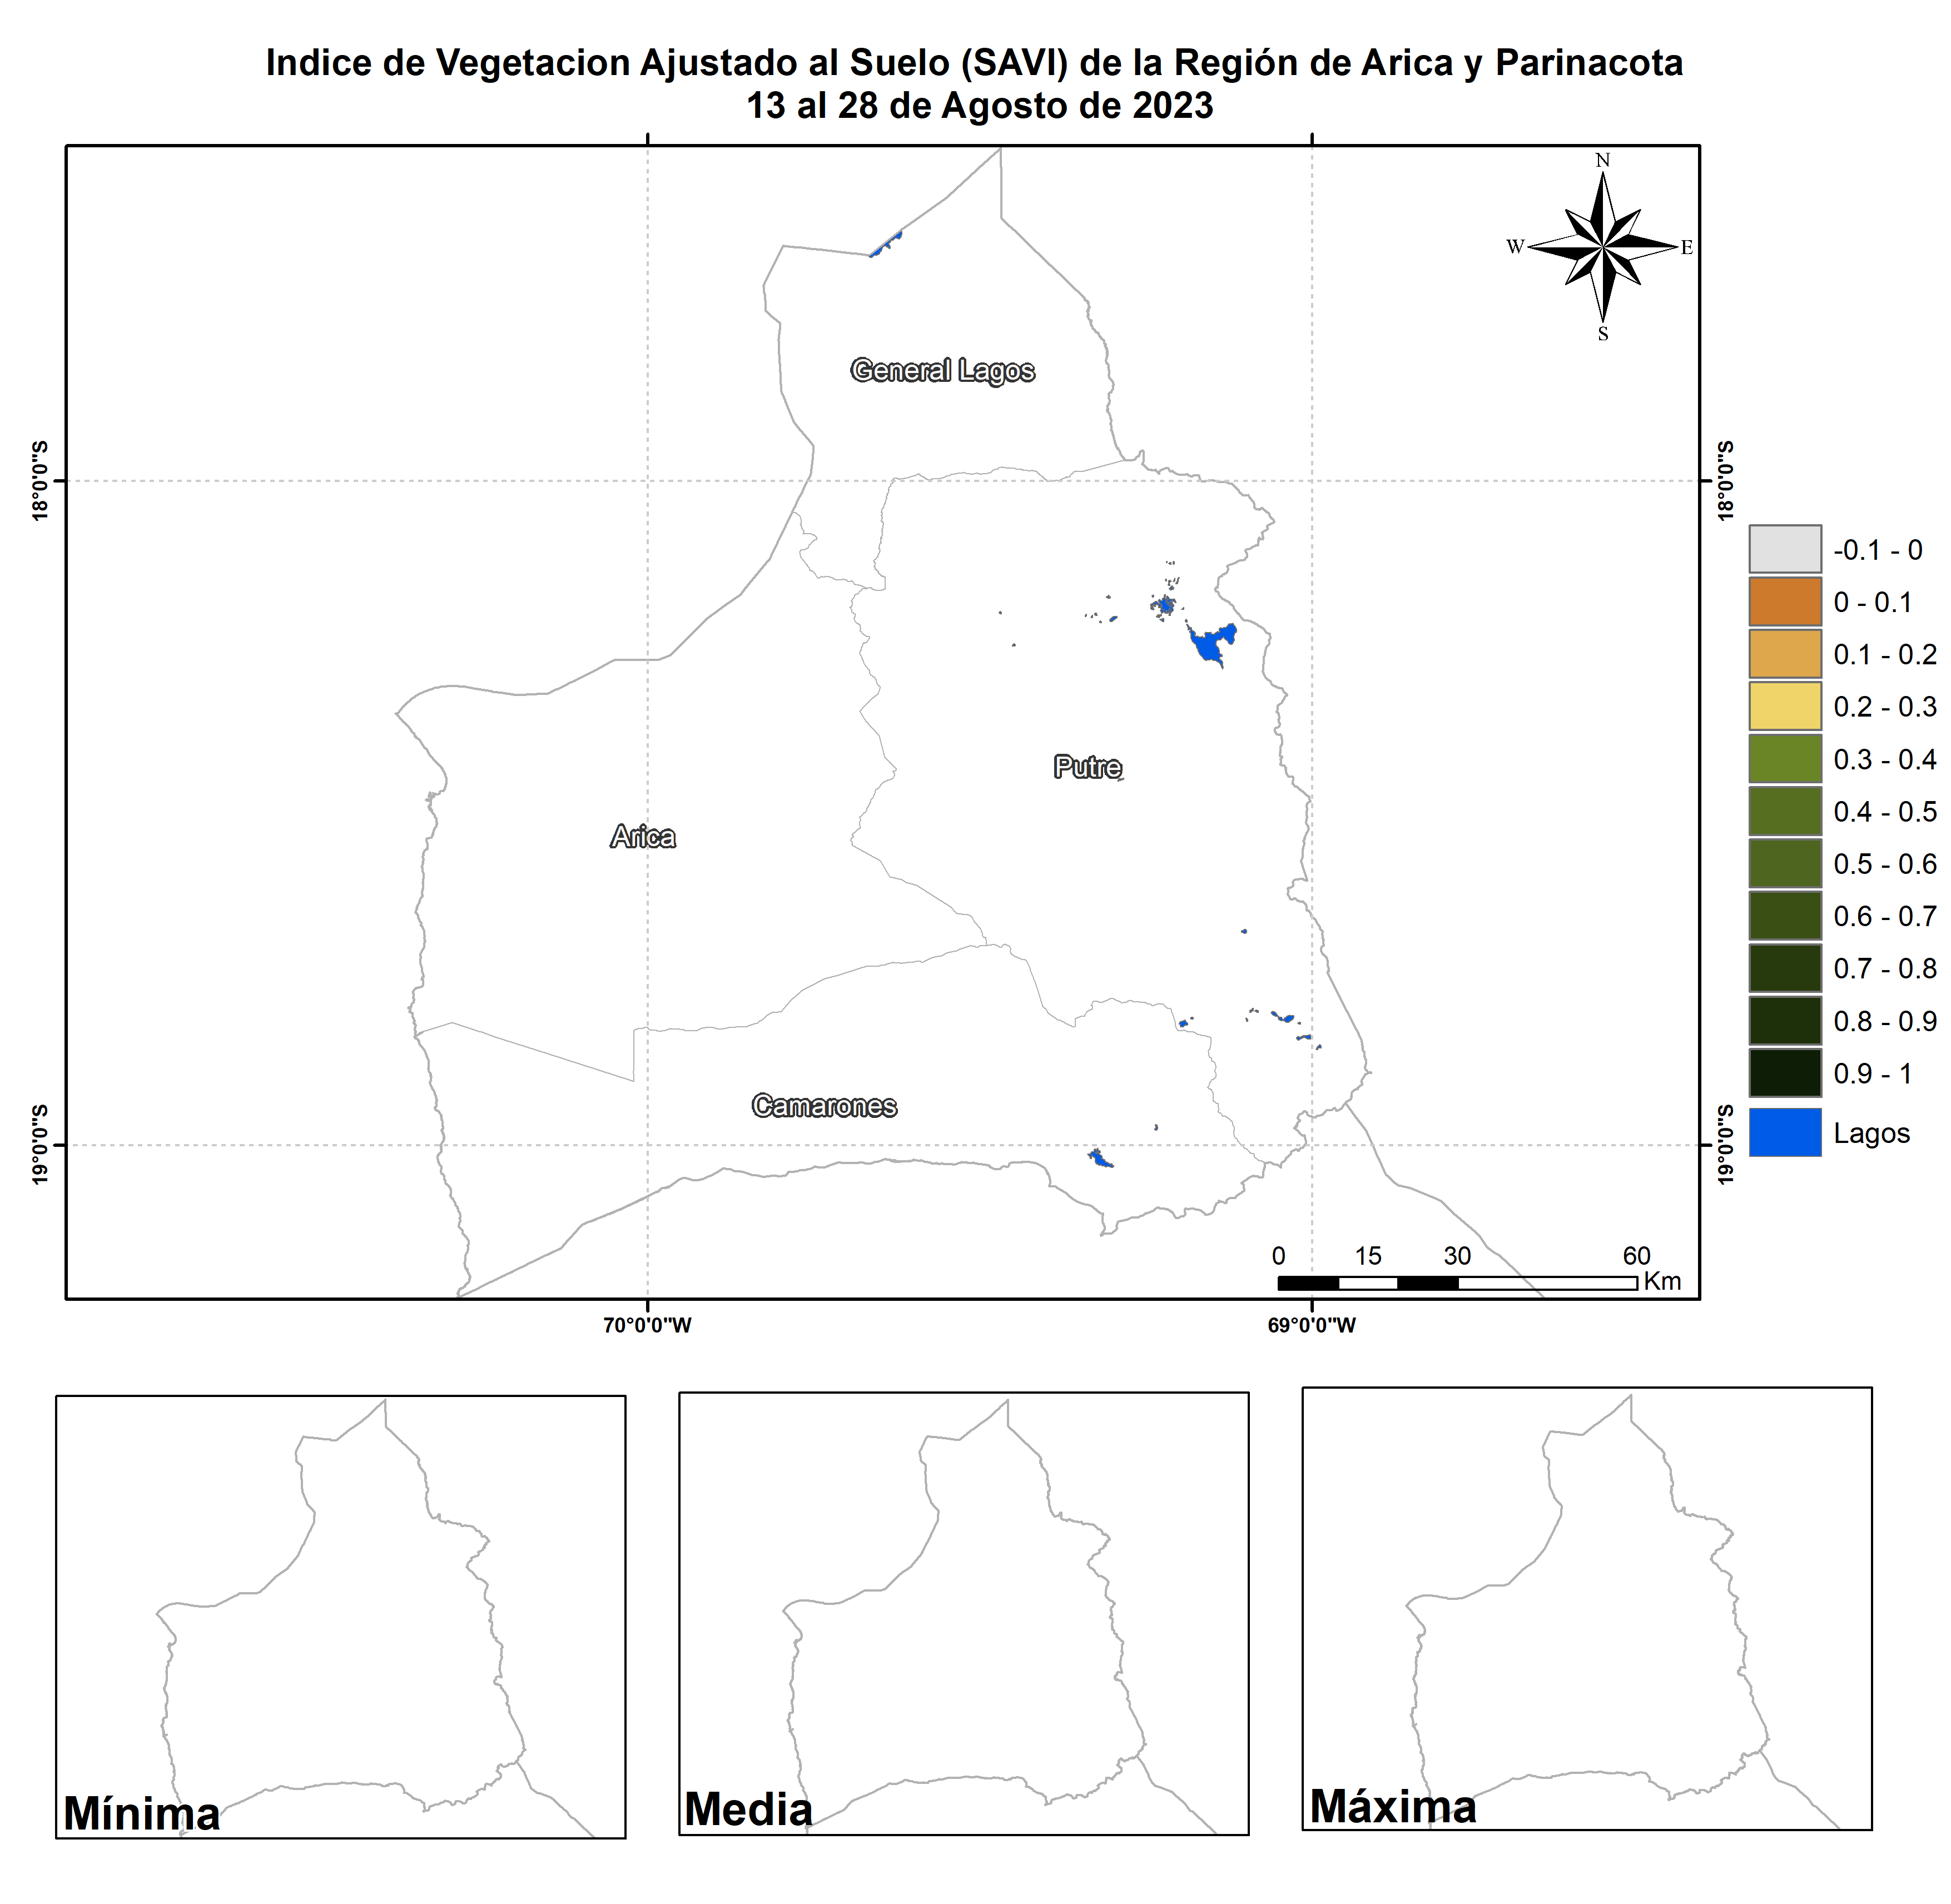 Indice de Vegetacion Ajustado al Suelo (SAVI) de la Región de Arica y Parinacota
13 al 28 de Agosto de 2023
N
W
E
S
General Lagos
18°0'0"S
18°0'0"S
-0.1 - 0
0 - 0.1
0.1 - 0.2
0.2 - 0.3
0.3 - 0.4
0.4 - 0.5
0.5 - 0.6
0.6 - 0.7
0.7 - 0.8
0.8 - 0.9
0.9 - 1
Lagos
Putre
Arica
Camarones
19°0'0"S
19°0'0"S
0 15 30 60
Km
70°0'0"W
69°0'0"W
Mínima
Media
Máxima